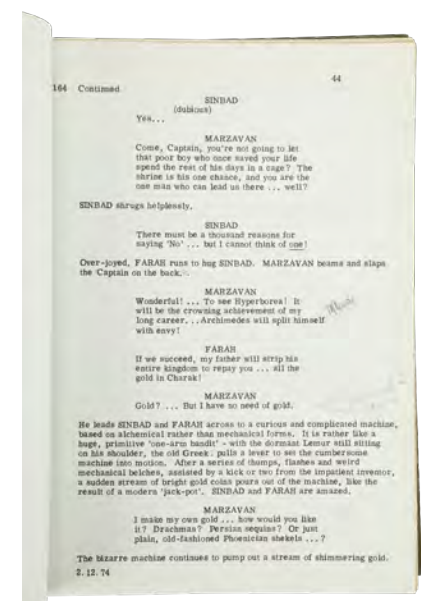 44
164 Continued
SINBAD
(dubious)
Yes...
MARZAVAN
Come, Captain, you're not going to let
that poor boy who once saved your life
spend the rest of his days in a cage? The
shrine is his one chance, and you are the
one man who can lead us there ... well?
SINBAD shrugs helplessly.
SINBAD
There must be a thousand reasons for
saying 'No' ... but I cannot think of one!
Over-joyed, FARAH runs to hug SINBAD. MARZAVAN beams and slaps
the Captain on the back.
MARZAVAN
Wonderful! ... To see Hyperborea! It
will be the crowning achievement of my
long career...Archimedes will split himself
with envy!
FARAH
If we succeed, my father will strip his
entire kingdom to repay you ... all the
gold in Charak!
MARZAVAN
Gold? ... But I have no need of gold.
He leads SINBAD and FARAH across to a curious and complicated machine,
based on alchemical rather than mechanical forms. It is rather like a
huge, primitive 'one-arm bandit' - with the dormant Lemur still sitting
on his shoulder, the old Greek pulls a lever to set the cumbersome
machine into motion. After a series of thumps, flashes and weird
mechanical belches, assisted by a kick or two from the impatient inventor,
a sudden stream of bright gold coins pours out of the machine, like the
result of a modern 'jack-pot'. SINBAD and FARAH are amazed.
MARZAVAN
I make my own gold ... how would you like
it? Drachmas? Persian sequins? Or just
plain, old-fashioned Phoenician shekels ...?
The bizarre machine continues to pump out a stream of shimmering gold.
2.12.74